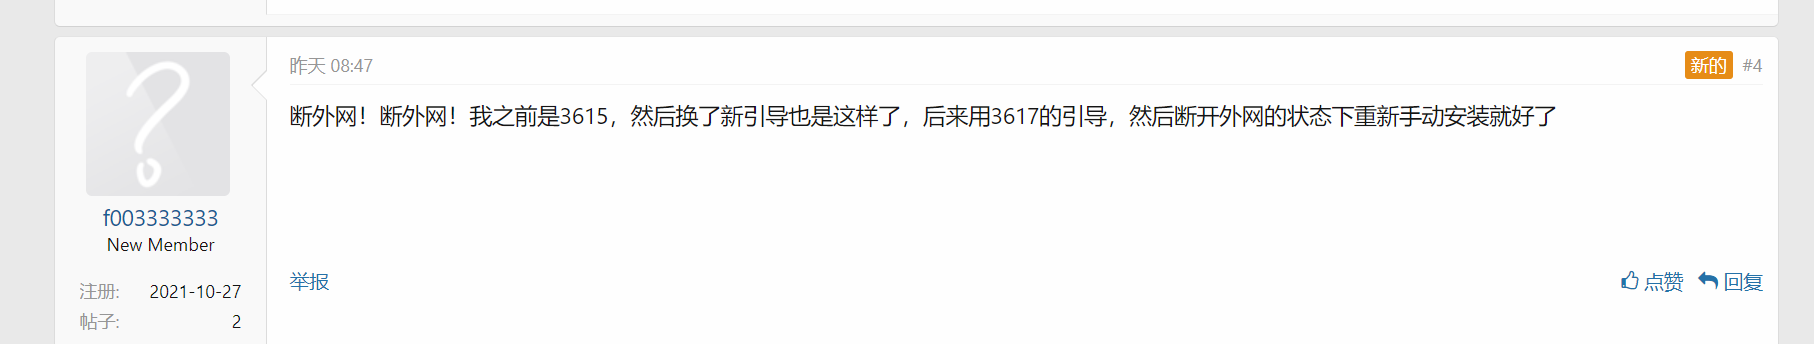 昨天 08:47
新的 #4
断外网！断外网！我之前是3615，然后换了新引导也是这样了，后来用3617的引导，然后断开外网的状态下重新手动安装就好了
f003333333
New Member
注册: 2021-10-27
帖子: 2
举报
点赞 回复